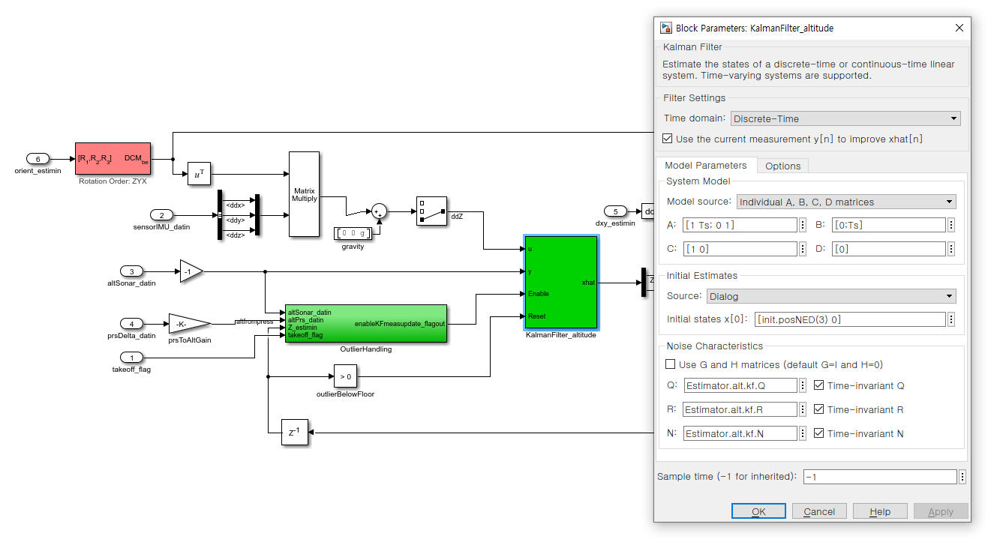 6
orient_estimin
[R1,R2,R3] DCMbe
Rotation Order: ZYX
uT
2
sensorIMU_datin
<ddx>
<ddy>
<ddz>
Matrix
Multiply
+
+
[ 0 0 g ]
gravity
ddZ
5
dxy_estimin
3
altSonar_datin
-1
4
prsDelta_datin
-K-
prsToAltGain
altfrompress
1
takeoff_flag
altSonar_datin
altPrs_datin
Z_estimin
takeoff_flag
enableKFmeasupdate_flagout
OutlierHandling
> 0
outlierBelowFloor
Z-1
u
y
Enable
Reset
xhat
KalmanFilter_altitude
Block Parameters: KalmanFilter_altitude
Kalman Filter
Estimate the states of a discrete-time or continuous-time linear
system. Time-varying systems are supported.
Filter Settings
Time domain: Discrete-Time
Use the current measurement y[n] to improve xhat[n]
Model Parameters Options
System Model
Model source: Individual A, B, C, D matrices
A: [1 Ts; 0 1] B: [0;Ts]
C: [1 0] D: [0]
Initial Estimates
Source: Dialog
Initial states x[0]: [init.posNED(3) 0]
Noise Characteristics
Use G and H matrices (default G=I and H=0)
Q: Estimator.alt.kf.Q Time-invariant Q
R: Estimator.alt.kf.R Time-invariant R
N: Estimator.alt.kf.N Time-invariant N
Sample time (-1 for inherited): -1
OK Cancel Help Apply